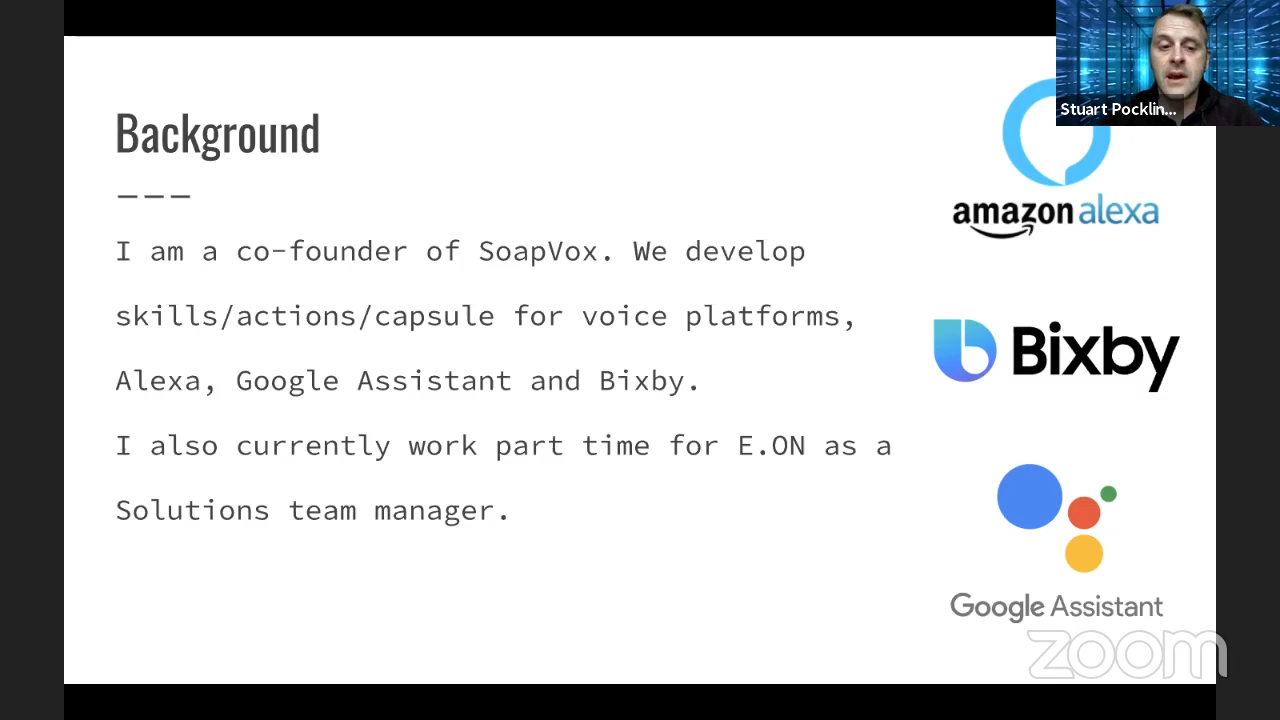 Stuart Pocklin...
Background
I am a co-founder of SoapVox. We develop
skills/actions/capsule for voice platforms,
Alexa, Google Assistant and Bixby.
I also currently work part time for E.ON as a
Solutions team manager.
amazon alexa
Bixby
Google Assistant
zoom